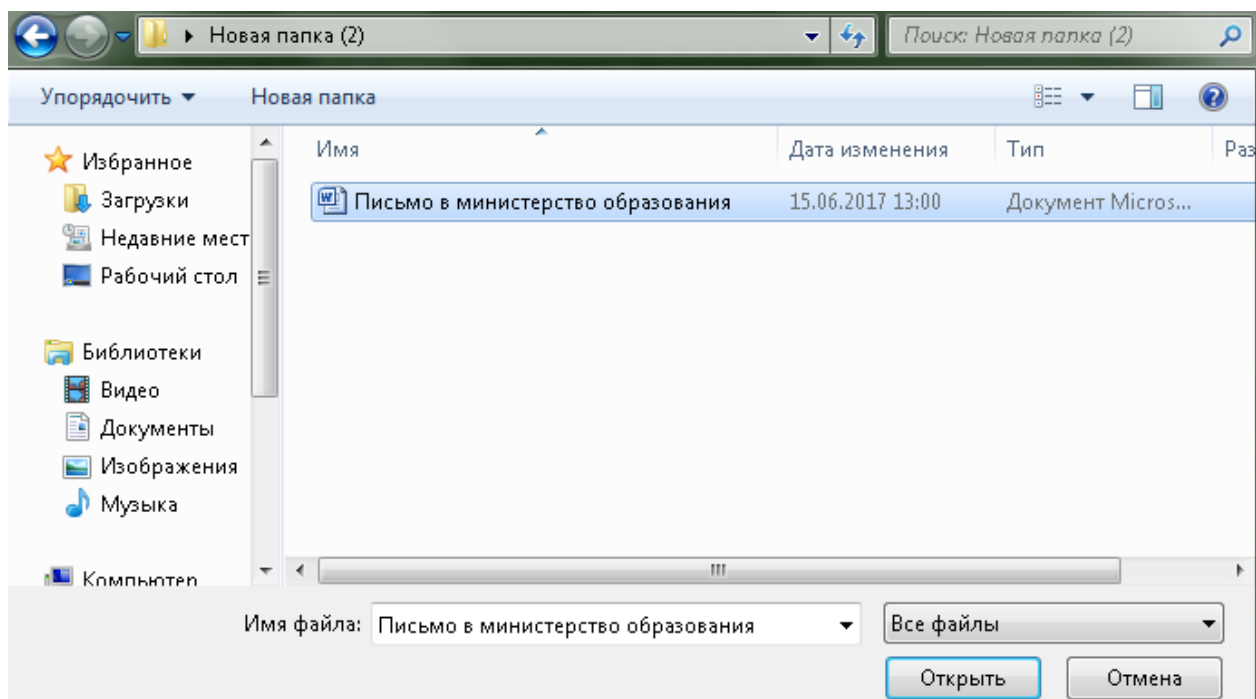 Новая папка (2)
Поиск: Новая папка (2)
Упорядочить
Новая папка
Имя
Дата изменения
Тип
Раз
Избранное
Загрузки
Недавние мест
Рабочий стол
Библиотеки
Видео
Документы
Изображения
Музыка
Компьютер
Письмо в министерство образования
15.06.2017 13:00
Документ Micros...
Имя файла:
Письмо в министерство образования
Все файлы
Открыть
Отмена